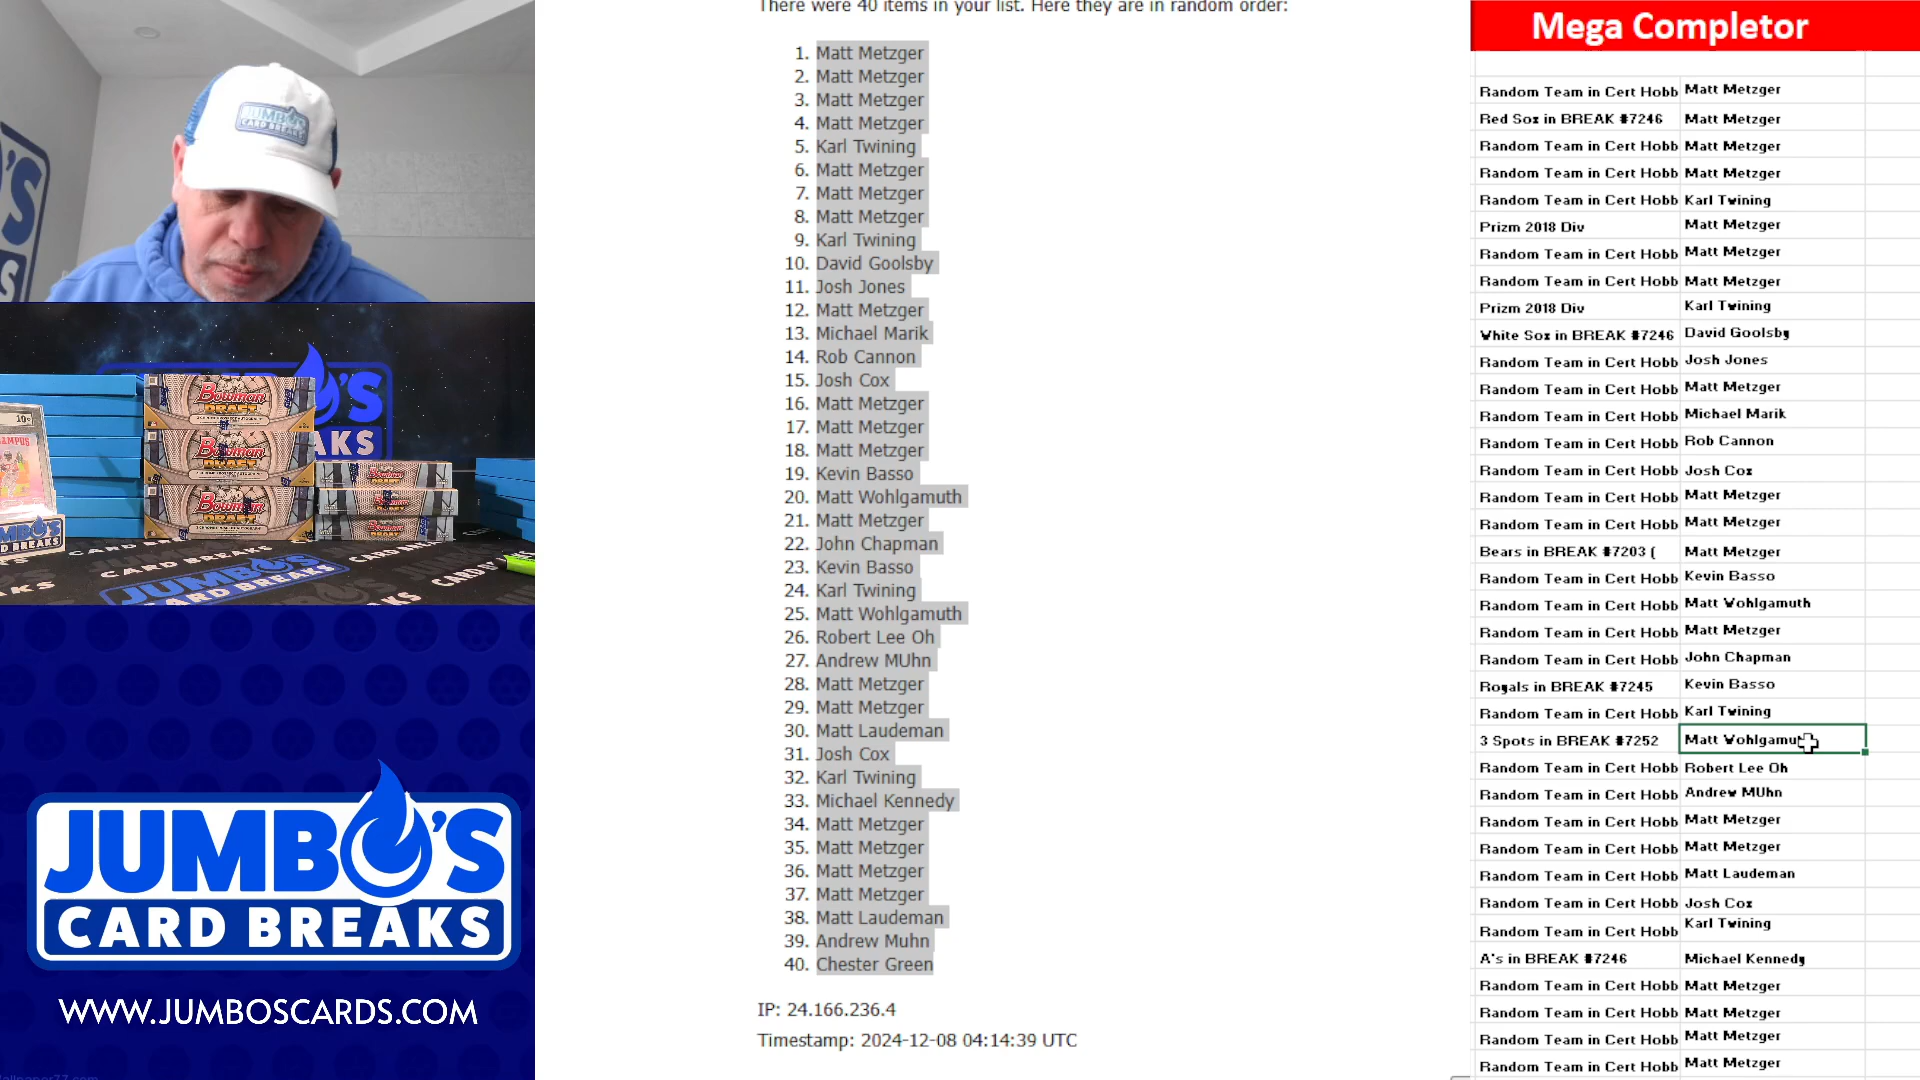 There were 40 items in your list. Here they are in random order:
1. Matt Metzger
2. Matt Metzger
3. Matt Metzger
4. Matt Metzger
5. Karl Twining
6. Matt Metzger
7. Matt Metzger
8. Matt Metzger
9. Karl Twining
10. David Goolsby
11. Josh Jones
12. Matt Metzger
13. Michael Marik
14. Rob Cannon
15. Josh Cox
16. Matt Metzger
17. Matt Metzger
18. Matt Metzger
19. Kevin Basso
20. Matt Wohlgamuth
21. Matt Metzger
22. John Chapman
23. Kevin Basso
24. Karl Twining
25. Matt Wohlgamuth
26. Robert Lee Oh
27. Andrew MUhn
28. Matt Metzger
29. Matt Metzger
30. Matt Laudeman
31. Josh Cox
32. Karl Twining
33. Michael Kennedy
34. Matt Metzger
35. Matt Metzger
36. Matt Metzger
37. Matt Metzger
38. Matt Laudeman
39. Andrew Muhn
40. Chester Green
IP: 24.166.236.4
Timestamp: 2024-12-08 04:14:39 UTC
Mega Completor
Random Team in Cert Hobb Matt Metzger
Red Sox in BREAK #7246 Matt Metzger
Random Team in Cert Hobb Matt Metzger
Random Team in Cert Hobb Matt Metzger
Random Team in Cert Hobb Karl Twining
Prizm 2018 Div Matt Metzger
Random Team in Cert Hobb Matt Metzger
Random Team in Cert Hobb Matt Metzger
Prizm 2018 Div Karl Twining
White Sox in BREAK #7246 David Goolsby
Random Team in Cert Hobb Josh Jones
Random Team in Cert Hobb Matt Metzger
Random Team in Cert Hobb Michael Marik
Random Team in Cert Hobb Rob Cannon
Random Team in Cert Hobb Josh Cox
Random Team in Cert Hobb Matt Metzger
Random Team in Cert Hobb Matt Metzger
Bears in BREAK #7203 ( Matt Metzger
Random Team in Cert Hobb Kevin Basso
Random Team in Cert Hobb Matt Wohlgamuth
Random Team in Cert Hobb Matt Metzger
Random Team in Cert Hobb John Chapman
Royals in BREAK #7245 Kevin Basso
Random Team in Cert Hobb Karl Twining
3 Spots in BREAK #7252 Matt Wohlgamut
Random Team in Cert Hobb Robert Lee Oh
Random Team in Cert Hobb Andrew MUhn
Random Team in Cert Hobb Matt Metzger
Random Team in Cert Hobb Matt Metzger
Random Team in Cert Hobb Matt Laudeman
Random Team in Cert Hobb Josh Cox
Random Team in Cert Hobb Karl Twining
A's in BREAK #7246 Michael Kennedy
Random Team in Cert Hobb Matt Metzger
Random Team in Cert Hobb Matt Metzger
Random Team in Cert Hobb Matt Metzger
Random Team in Cert Hobb Matt Metzger
JUMBO'S
CARD BREAKS
Bowman
DRAFT
Bowman
DRAFT
Bowman
DRAFT
CARD BREAKS
JUMBO'S
CARD BREAKS
JUMBO'S
CARD BREAKS
WWW.JUMBOSCARDS.COM